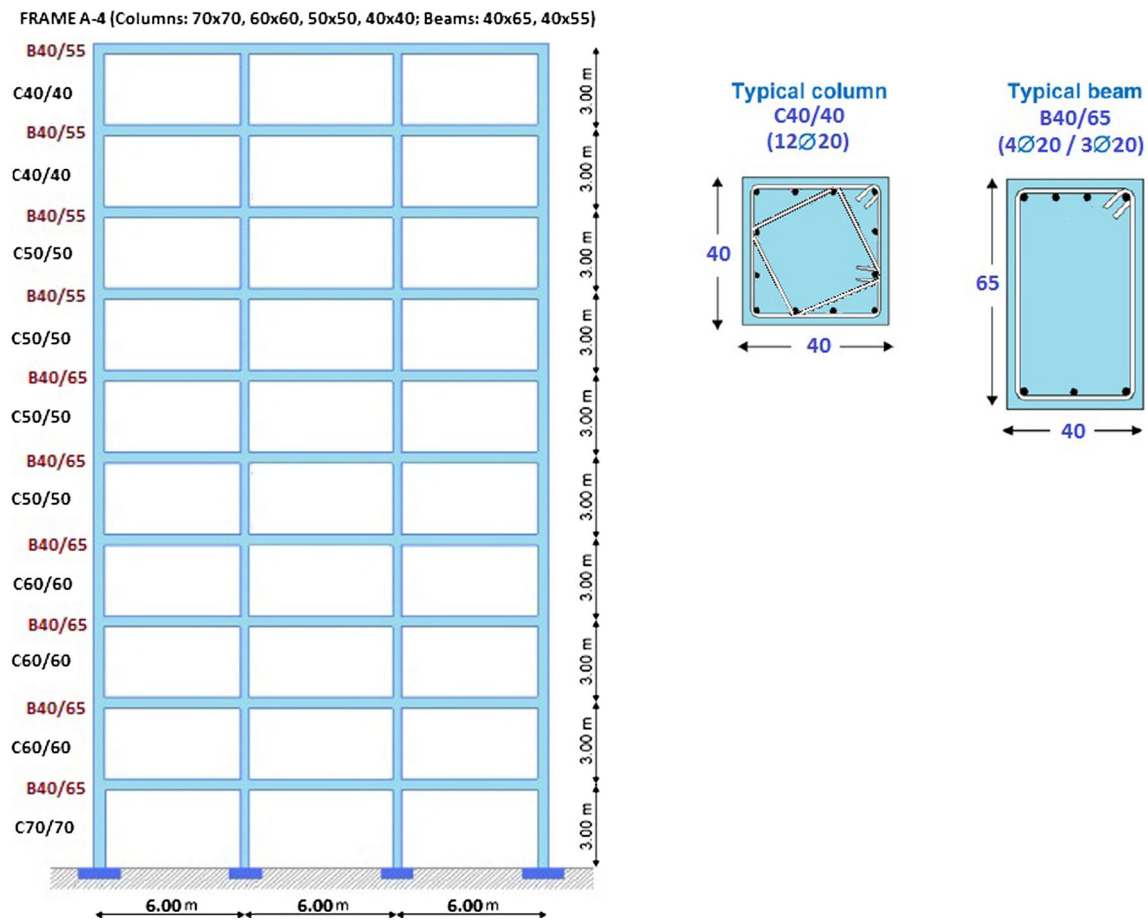 FRAME A-4 (Columns: 70x70, 60x60, 50x50, 40x40; Beams: 40x65, 40x55)
B40/55
C40/40
B40/55
C40/40
B40/55
C50/50
B40/55
C50/50
B40/65
C50/50
B40/65
C50/50
B40/65
C60/60
B40/65
C60/60
B40/65
C60/60
B40/65
C70/70
3.00 m
3.00 m
3.00 m
3.00 m
3.00 m
3.00 m
3.00 m
3.00 m
3.00 m
3.00 m
6.00 m 6.00 m 6.00 m
Typical column
C40/40
(12∅20)
40
40
Typical beam
B40/65
(4∅20 / 3∅20)
65
40